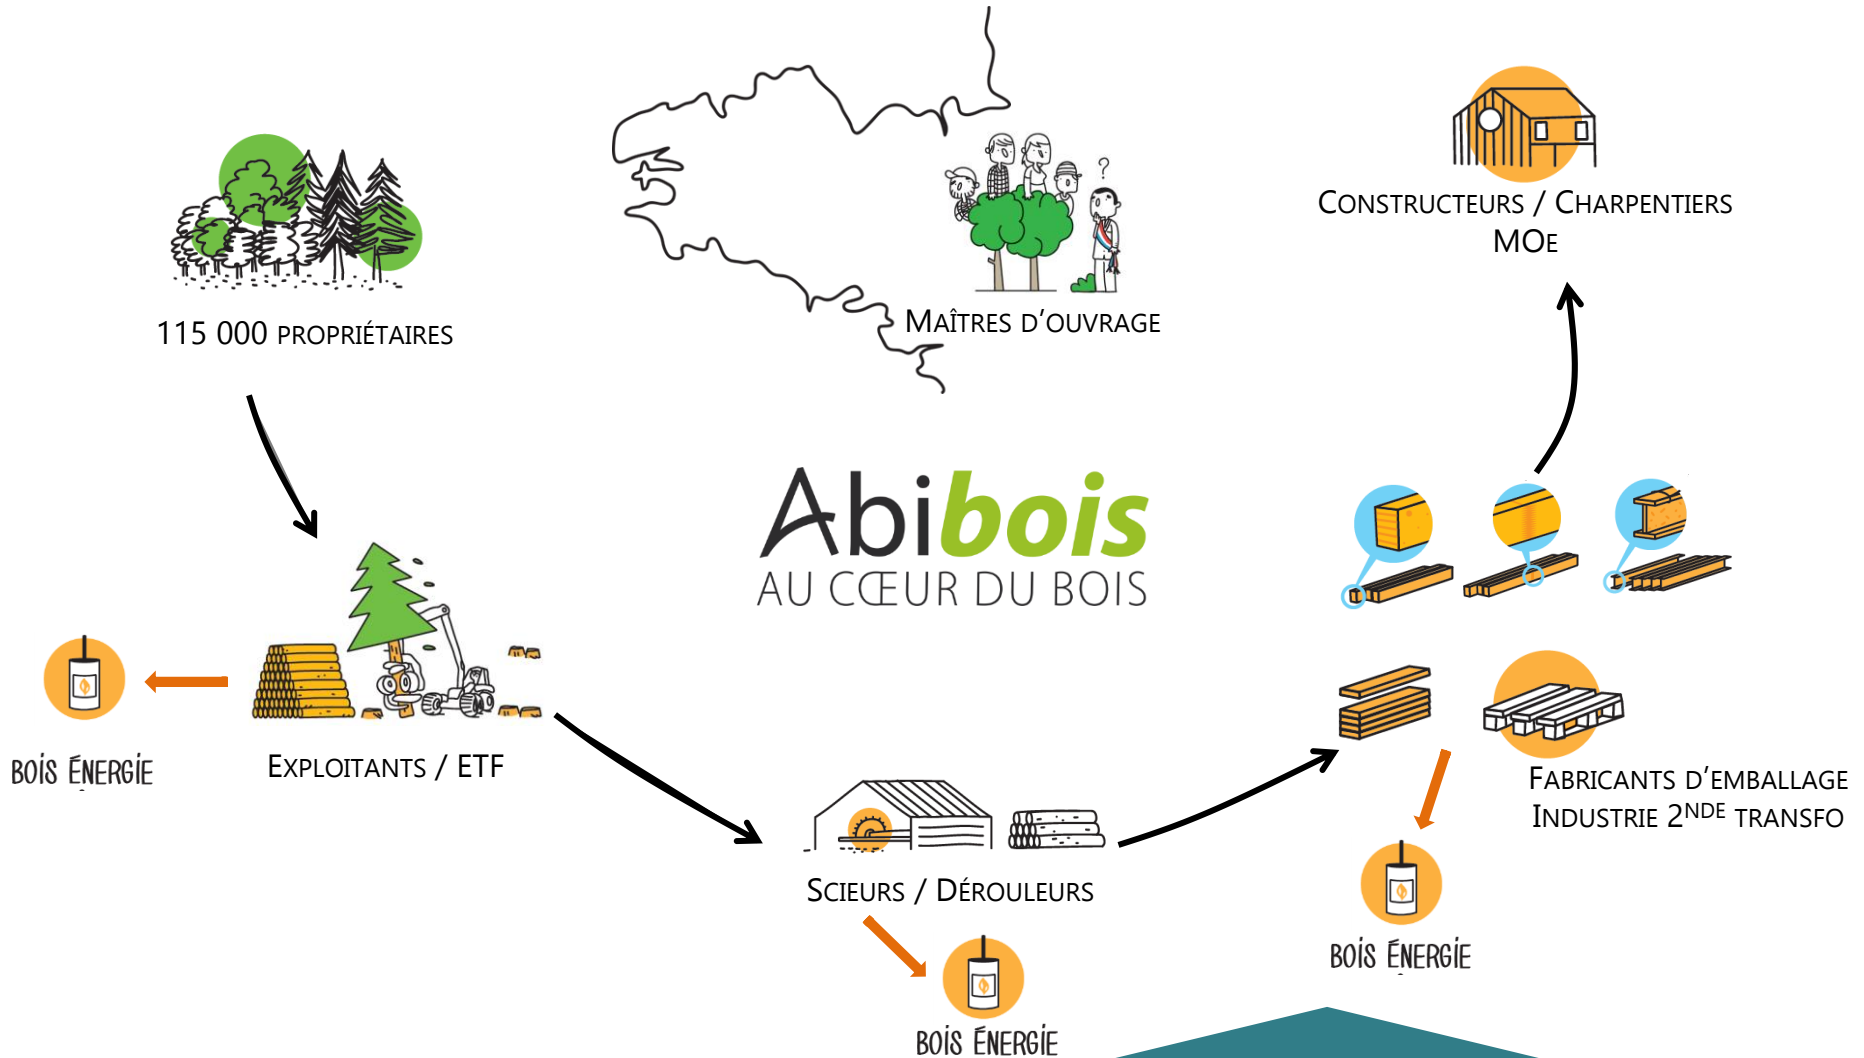 ?
CONSTRUCTEURS / CHARPENTIERS
MOE
115 000 PROPRIÉTAIRES
MAÎTRES D'OUVRAGE
Abibois
AU CŒUR DU BOIS
BOIS ÉNERGIE
EXPLOITANTS / ETF
FABRICANTS D'EMBALLAGE
INDUSTRIE 2NDE TRANSFO
SCIEURS / DÉROULEURS
BOIS ÉNERGIE
BOIS ÉNERGIE